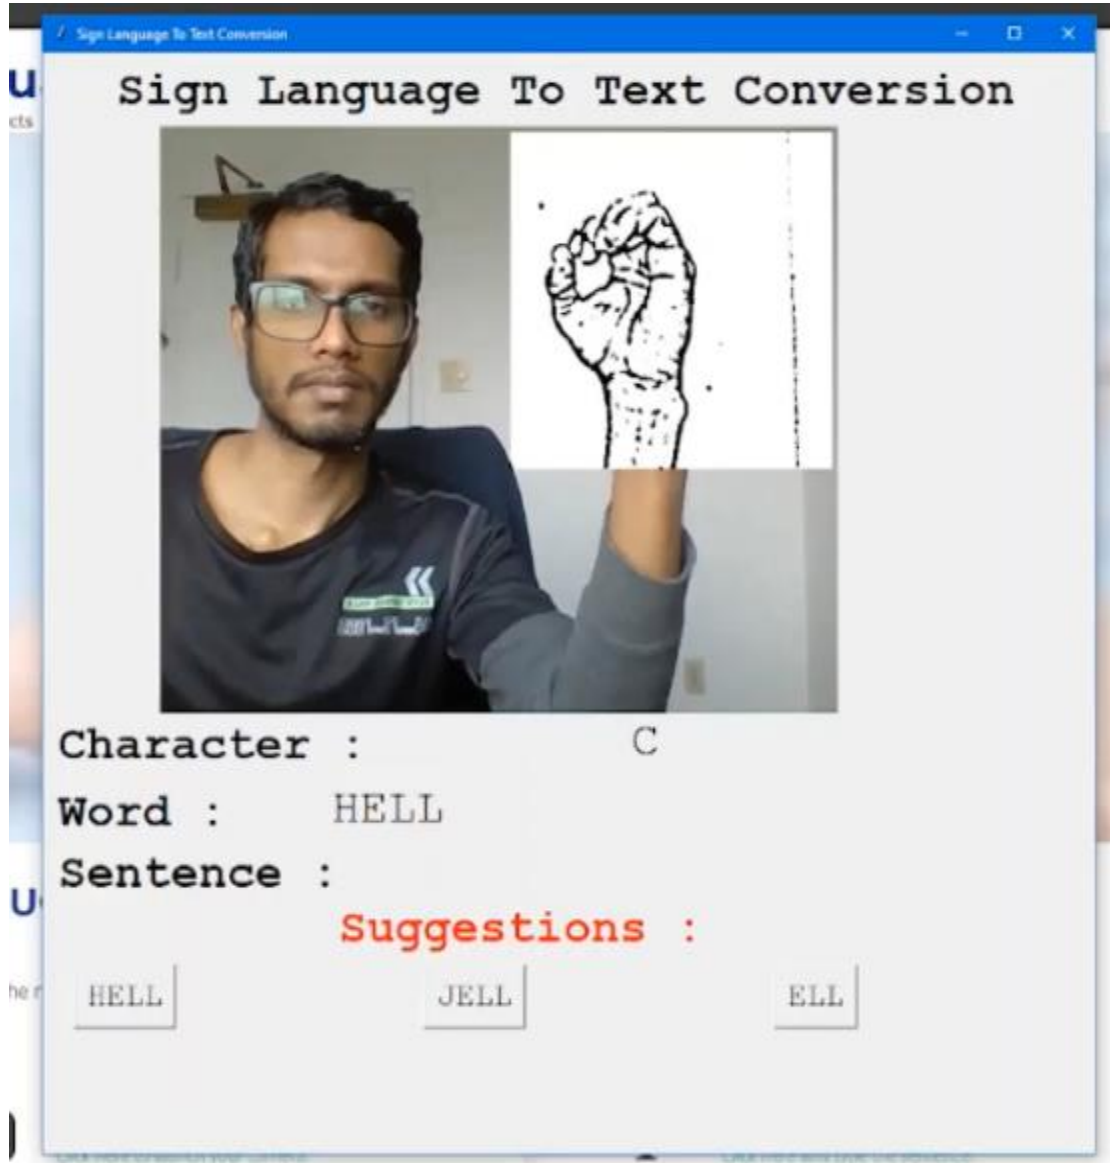 Sign Language To Text Conversion
Sign Language To Text Conversion
Character : C
Word : HELL
Sentence :
Suggestions :
HELL JELL ELL